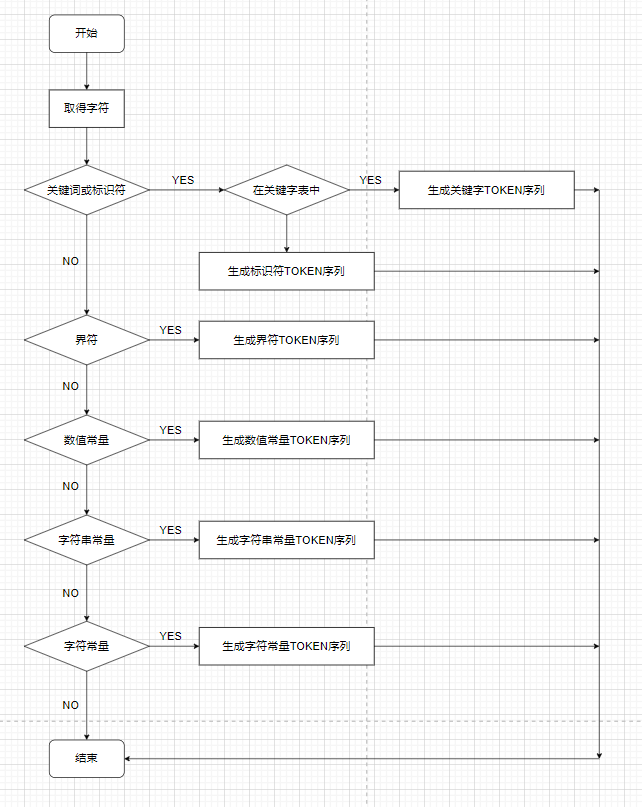 开始
取得字符
关键词或标识符
YES
在关键字表中
YES
生成关键字TOKEN序列
NO
生成标识符TOKEN序列
界符
YES
生成界符TOKEN序列
NO
数值常量
YES
生成数值常量TOKEN序列
NO
字符串常量
YES
生成字符串常量TOKEN序列
NO
字符常量
YES
生成字符常量TOKEN序列
NO
结束